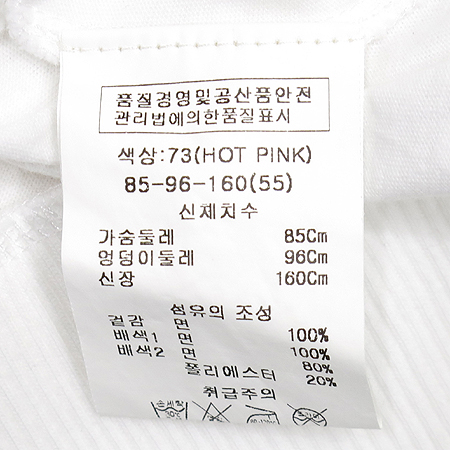 품질경영및공산품안전
관리법에의한품질표시
색상:73(HOT PINK)
85-96-160(55)
신체치수
가슴둘레 85Cm
엉덩이둘레 96Cm
신장 160Cm
섬유의 조성
겉감 면 100%
배색1 면 100%
배색2 면 80%
폴리에스터 20%
취급주의
손세탁
30℃